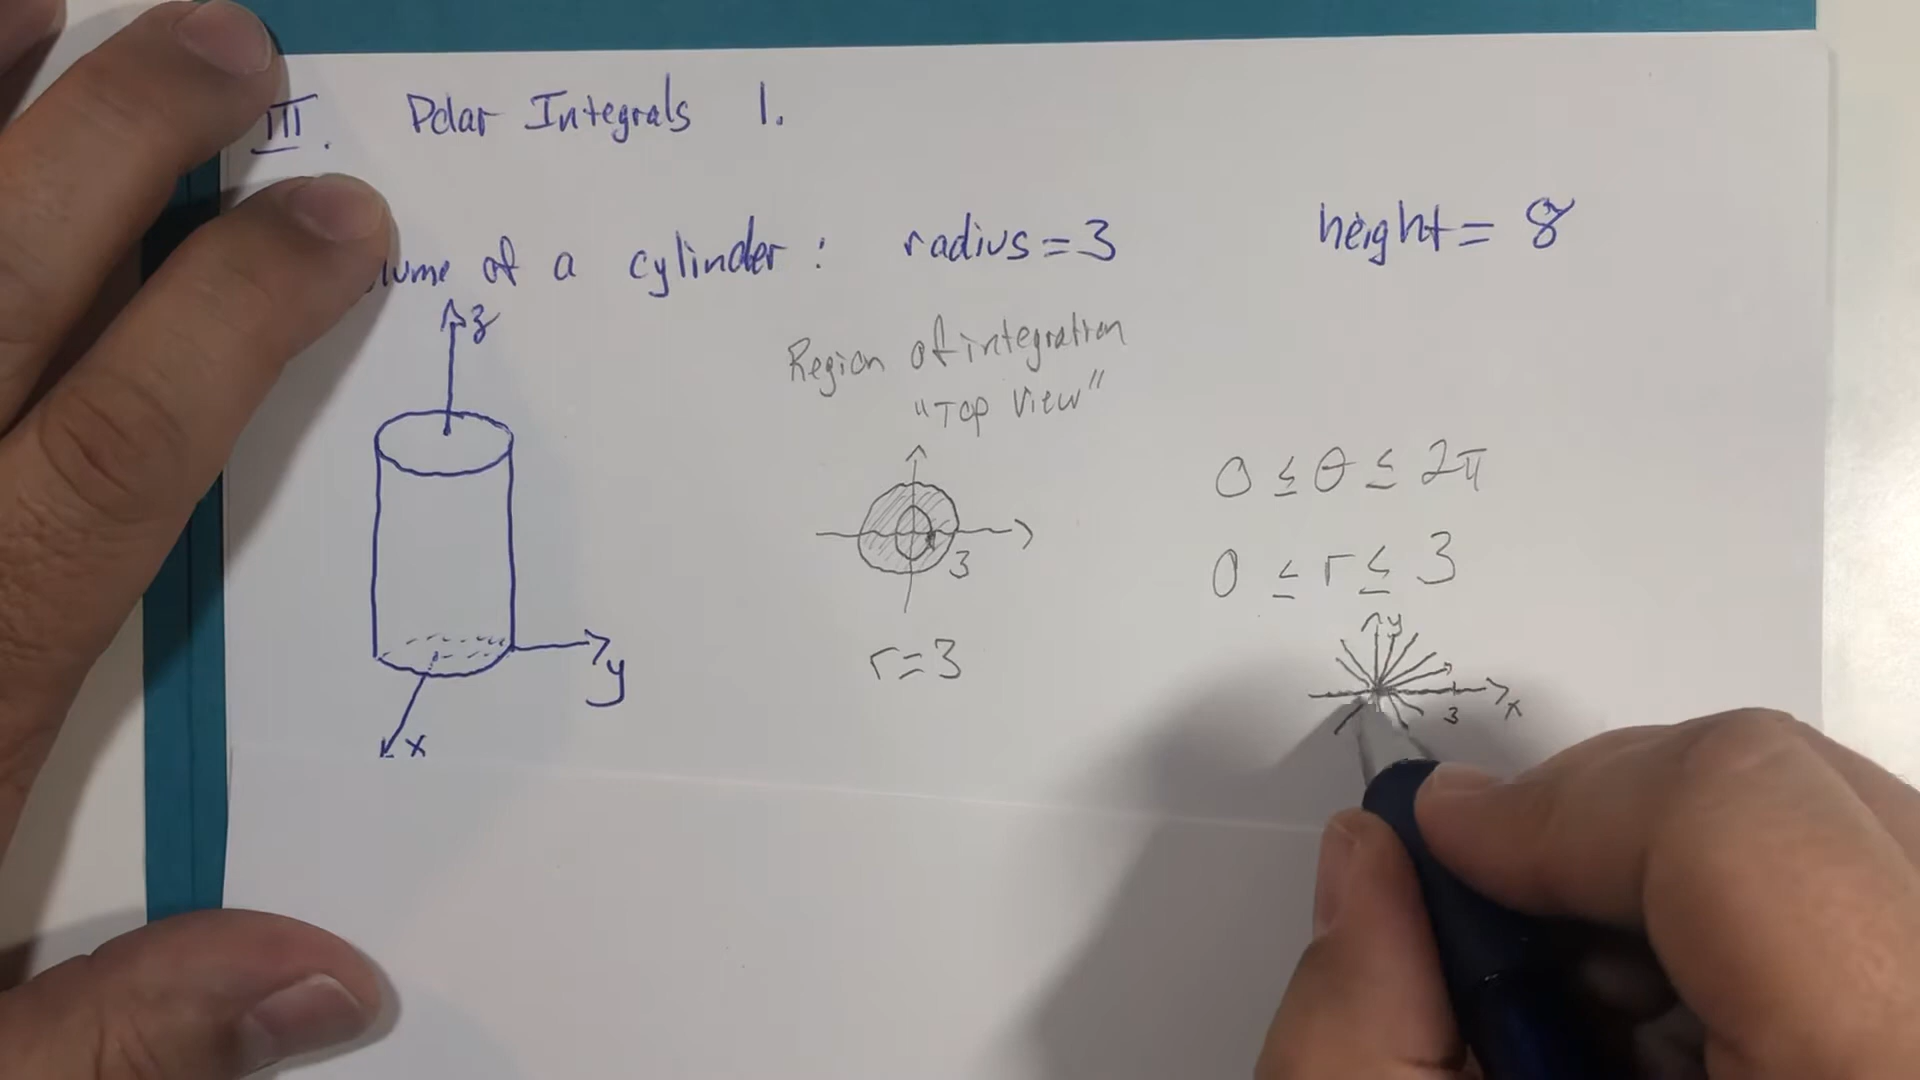 III. Polar Integrals 1.
of a cylinder : radius = 3 height = 8
z
y
x
Region of integration
"Top View"
3
r = 3
0 ≤ θ ≤ 2π
0 ≤ r ≤ 3
y
3
x